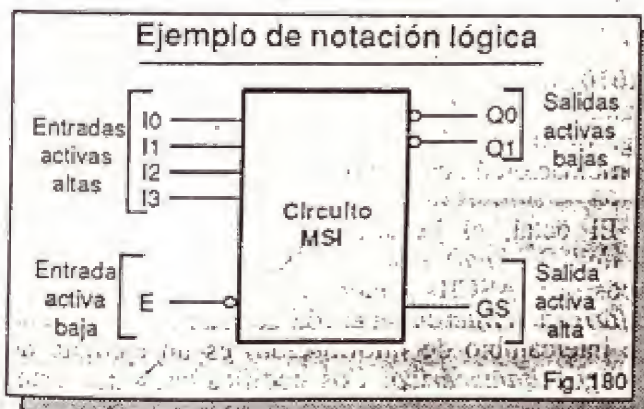 Ejemplo de notación lógica
Entradas activas altas
I0
I1
I2
I3
Circuito MSI
Q0
Q1
Salidas activas bajas
Entrada activa baja
E
GS
Salida activa alta
Fig. 180